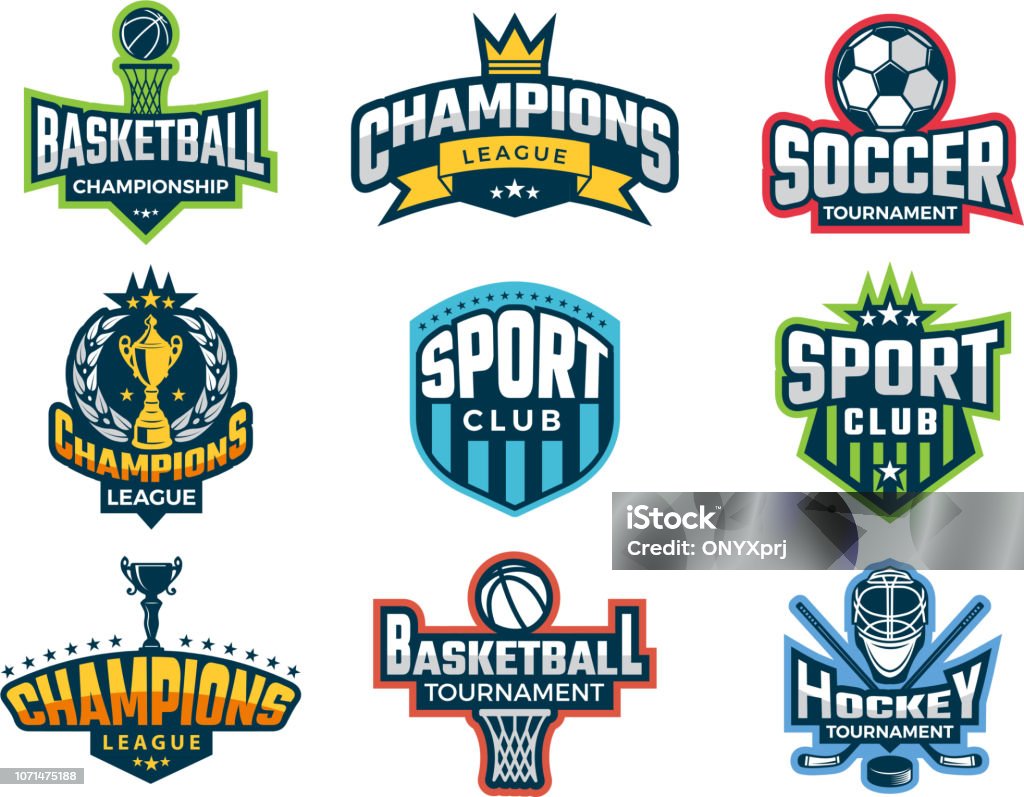 BASKETBALL
CHAMPIONSHIP
CHAMPIONS
LEAGUE
SOCCER
TOURNAMENT
CHAMPIONS
LEAGUE
SPORT
CLUB
SPORT
CLUB
iStock™
Credit: ONYXprj
CHAMPIONS
LEAGUE
BASKETBALL
TOURNAMENT
HOCKEY
TOURNAMENT
1071475188